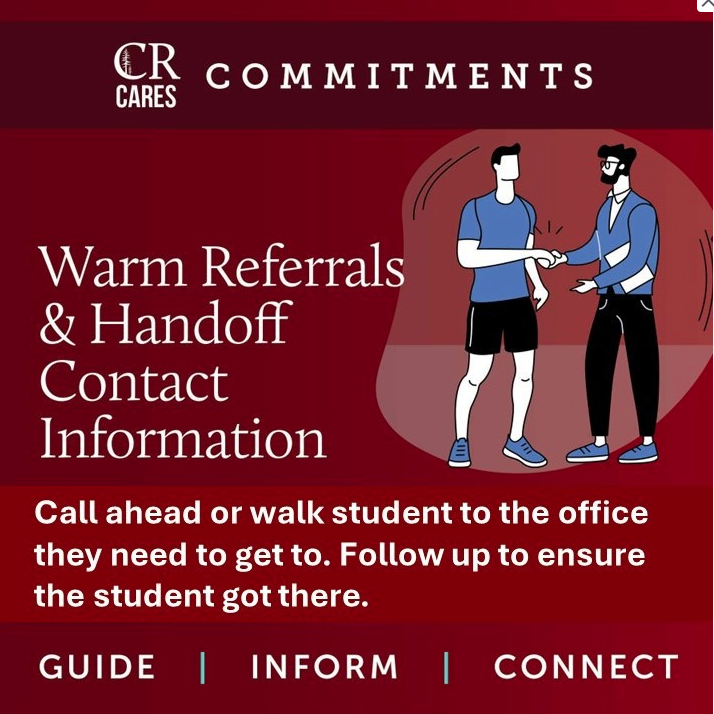 CR
CARES
COMMITMENTS
Warm Referrals
& Handoff
Contact
Information
Call ahead or walk student to the office
they need to get to. Follow up to ensure
the student got there.
GUIDE | INFORM | CONNECT